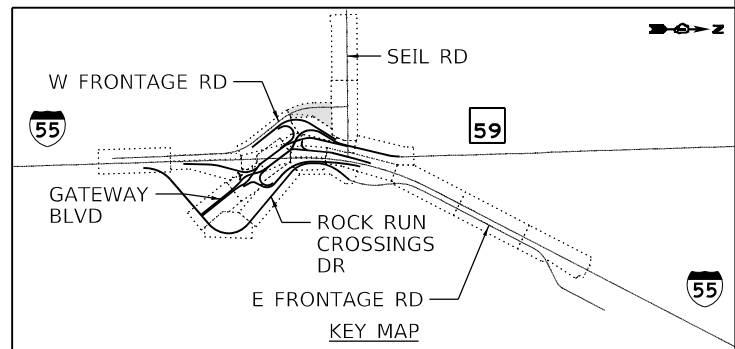 SEIL RD
Z
W FRONTAGE RD
55
59
GATEWAY
BLVD
ROCK RUN
CROSSINGS
DR
E FRONTAGE RD
55
KEY MAP